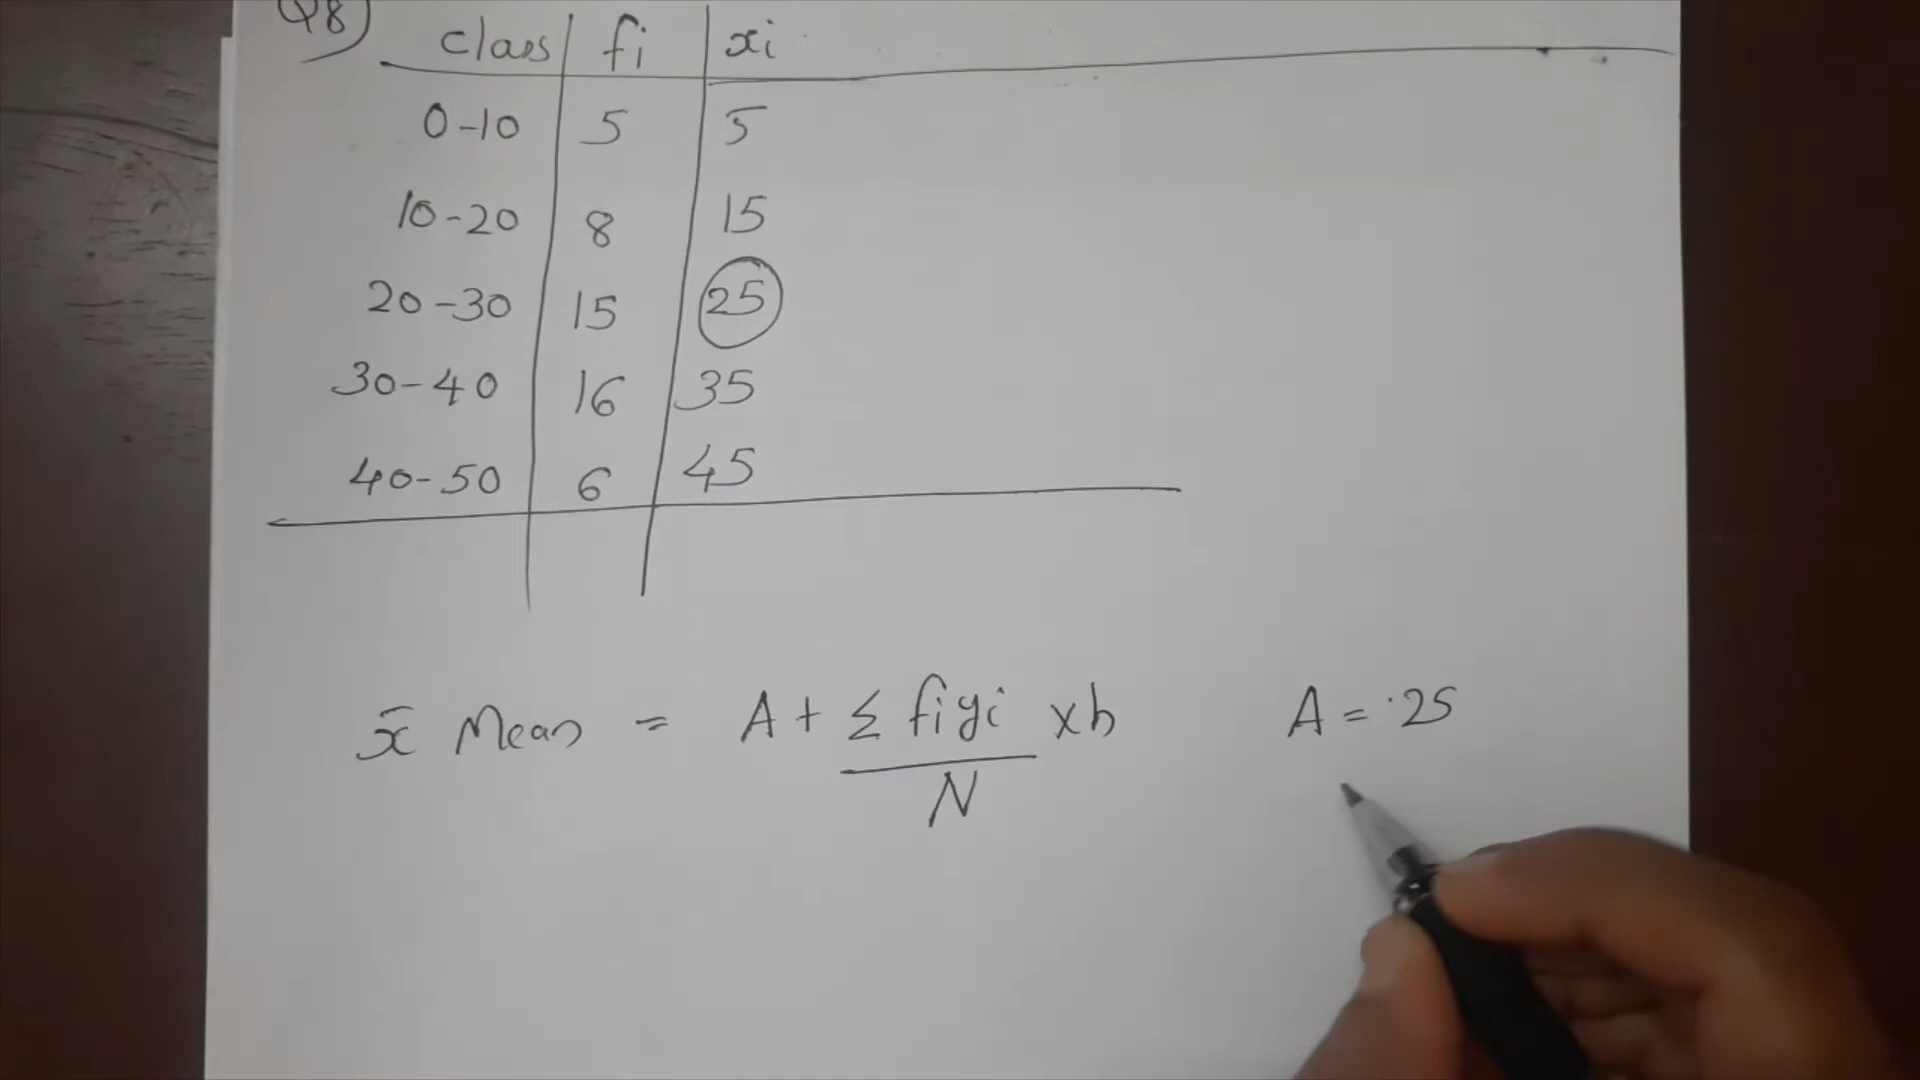 Q8)
class fi xi
0-10 5 5
10-20 8 15
20-30 15 25
30-40 16 35
40-50 6 45
x̄ Mean = A + Σ fiyi × h A = 25
N